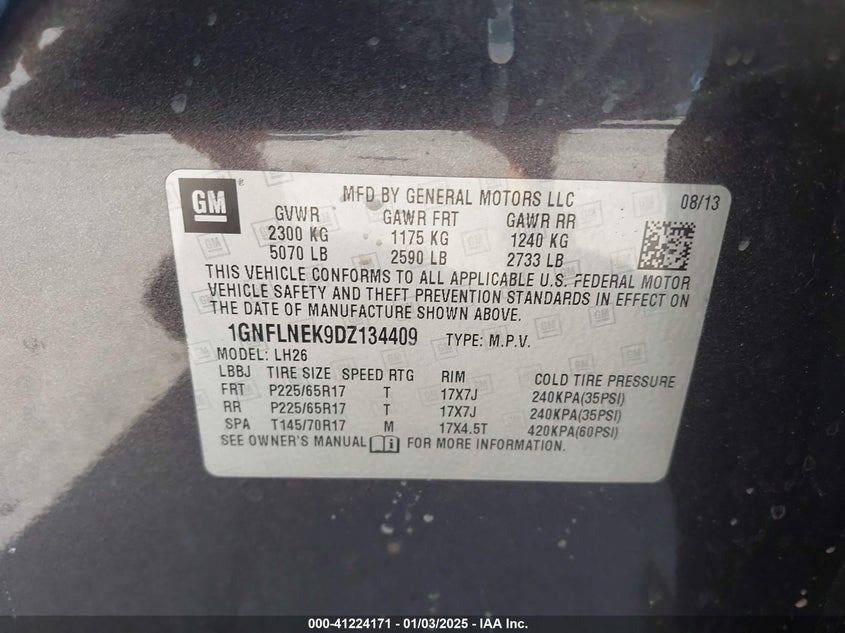 GM
MFD BY GENERAL MOTORS LLC 08/13
GVWR GAWR FRT GAWR RR
2300 KG 1175 KG 1240 KG
5070 LB 2590 LB 2733 LB
THIS VEHICLE CONFORMS TO ALL APPLICABLE U.S. FEDERAL MOTOR
VEHICLE SAFETY AND THEFT PREVENTION STANDARDS IN EFFECT ON
THE DATE OF MANUFACTURE SHOWN ABOVE.
1GNFLNEK9DZ134409 TYPE: M.P.V.
MODEL: LH26
LBBJ TIRE SIZE SPEED RTG RIM COLD TIRE PRESSURE
FRT P225/65R17 T 17X7J 240KPA(35PSI)
RR P225/65R17 T 17X7J 240KPA(35PSI)
SPA T145/70R17 M 17X4.5T 420KPA(60PSI)
SEE OWNER'S MANUAL FOR MORE INFORMATION.
000-41224171 - 01/03/2025 - IAA Inc.